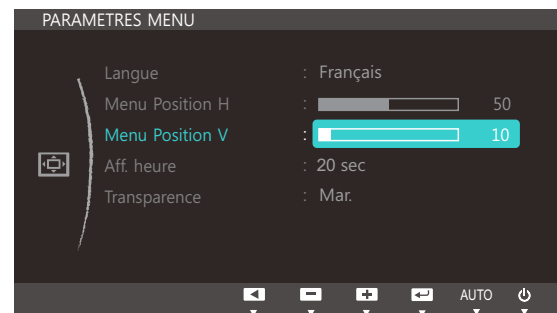 PARAMETRES MENU
Langue : Français
Menu Position H : 50
Menu Position V : 10
Aff. heure : 20 sec
Transparence : Mar.
AUTO